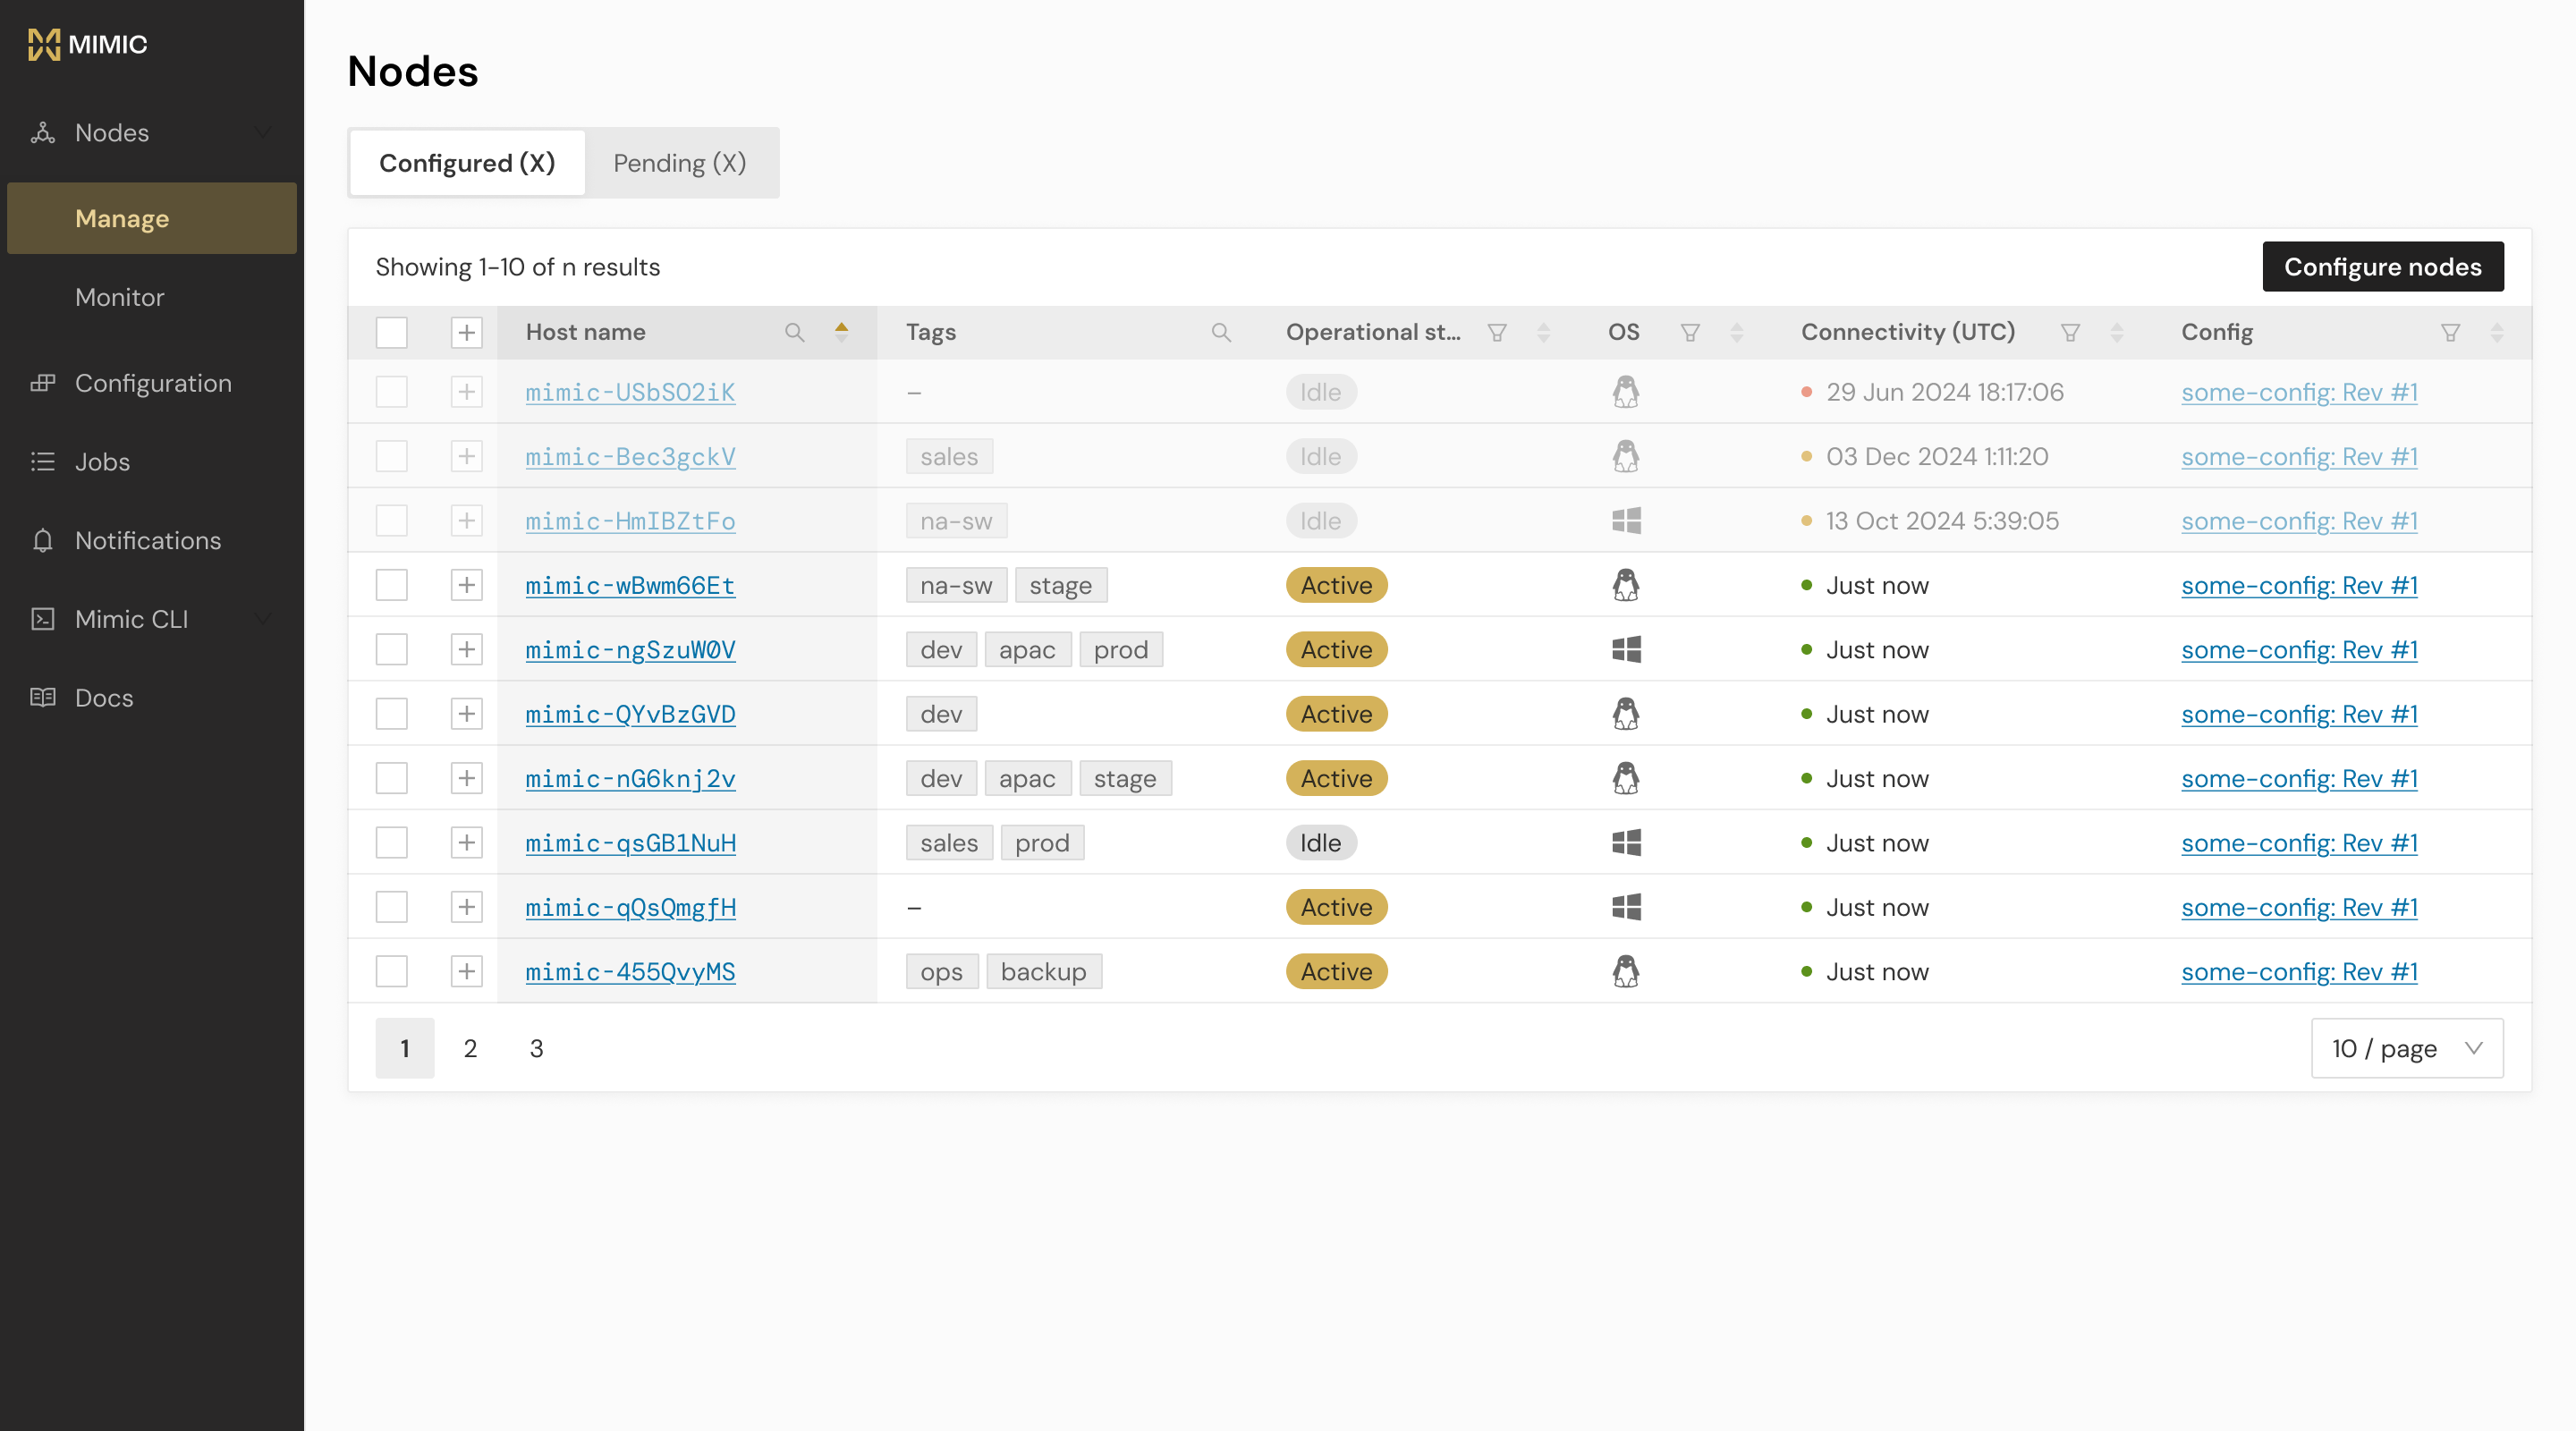 MIMIC
Nodes
Manage
Monitor
Configuration
Jobs
Notifications
Mimic CLI
Docs
Nodes
Configured (X) Pending (X)
Showing 1-10 of n results Configure nodes
Host name Tags Operational st... OS Connectivity (UTC) Config
mimic-USbSO2iK – Idle 29 Jun 2024 18:17:06 some-config: Rev #1
mimic-Bec3gckV sales Idle 03 Dec 2024 1:11:20 some-config: Rev #1
mimic-HmIBZtFo na-sw Idle 13 Oct 2024 5:39:05 some-config: Rev #1
mimic-wBwm66Et na-sw stage Active Just now some-config: Rev #1
mimic-ngSzuW0V dev apac prod Active Just now some-config: Rev #1
mimic-QYvBzGVD dev Active Just now some-config: Rev #1
mimic-nG6knj2v dev apac stage Active Just now some-config: Rev #1
mimic-qsGB1NuH sales prod Idle Just now some-config: Rev #1
mimic-qQsQmgfH – Active Just now some-config: Rev #1
mimic-455QvyMS ops backup Active Just now some-config: Rev #1
1 2 3 10 / page